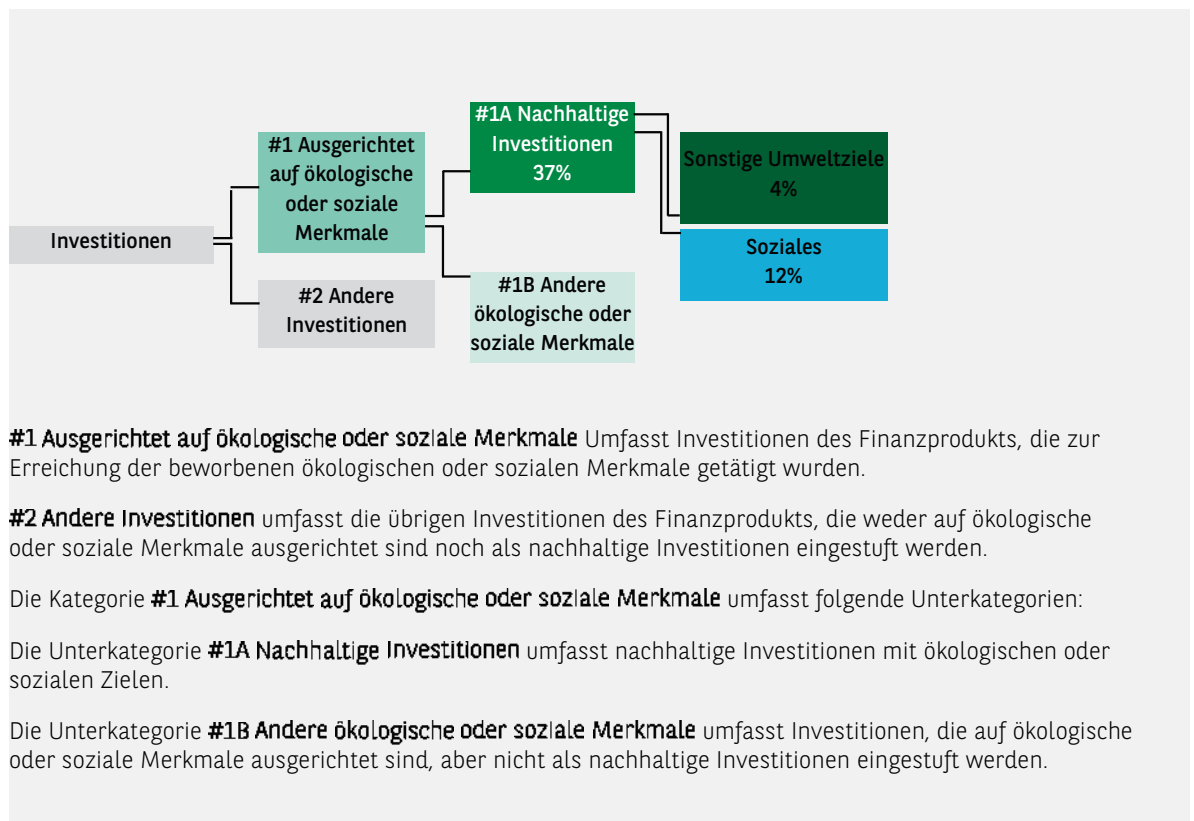 #1A Nachhaltige
Investitionen
37%
#1 Ausgerichtet
auf ökologische
oder soziale
Merkmale
Sonstige Umweltziele
4%
Investitionen
Soziales
12%
#2 Andere
Investitionen
#1B Andere
ökologische oder
soziale Merkmale
#1 Ausgerichtet auf ökologische oder soziale Merkmale Umfasst Investitionen des Finanzprodukts, die zur
Erreichung der beworbenen ökologischen oder sozialen Merkmale getätigt wurden.
#2 Andere Investitionen umfasst die übrigen Investitionen des Finanzprodukts, die weder auf ökologische
oder soziale Merkmale ausgerichtet sind noch als nachhaltige Investitionen eingestuft werden.
Die Kategorie #1 Ausgerichtet auf ökologische oder soziale Merkmale umfasst folgende Unterkategorien:
Die Unterkategorie #1A Nachhaltige Investitionen umfasst nachhaltige Investitionen mit ökologischen oder
sozialen Zielen.
Die Unterkategorie #1B Andere ökologische oder soziale Merkmale umfasst Investitionen, die auf ökologische
oder soziale Merkmale ausgerichtet sind, aber nicht als nachhaltige Investitionen eingestuft werden.